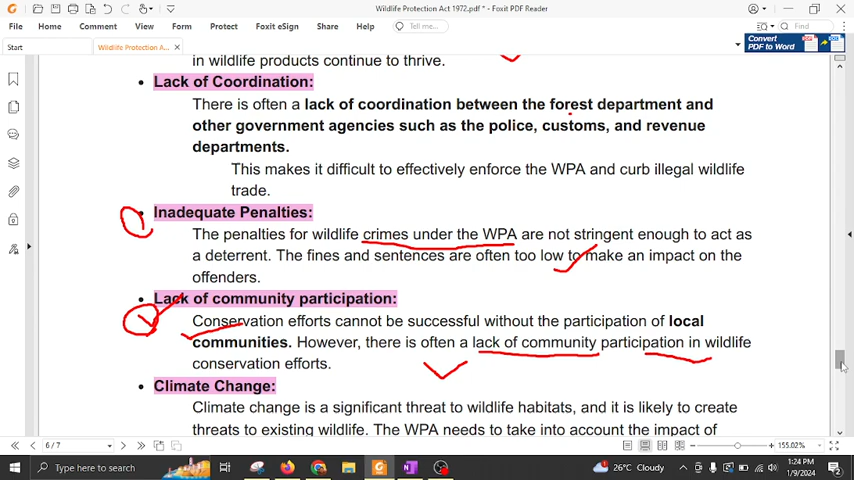 Wildlife Protection Act 1972.pdf * - Foxit PDF Reader
File Home Comment View Form Protect Foxit eSign Share Help Tell me... Find
Start Wildlife Protection A... Convert PDF to Word
in wildlife products continue to thrive.
• Lack of Coordination:
There is often a lack of coordination between the forest department and
other government agencies such as the police, customs, and revenue
departments.
This makes it difficult to effectively enforce the WPA and curb illegal wildlife
trade.
• Inadequate Penalties:
The penalties for wildlife crimes under the WPA are not stringent enough to act as
a deterrent. The fines and sentences are often too low to make an impact on the
offenders.
• Lack of community participation:
Conservation efforts cannot be successful without the participation of local
communities. However, there is often a lack of community participation in wildlife
conservation efforts.
• Climate Change:
Climate change is a significant threat to wildlife habitats, and it is likely to create
threats to existing wildlife. The WPA needs to take into account the impact of
6 / 7 155.02%
Type here to search 26°C Cloudy 1:24 PM
1/9/2024